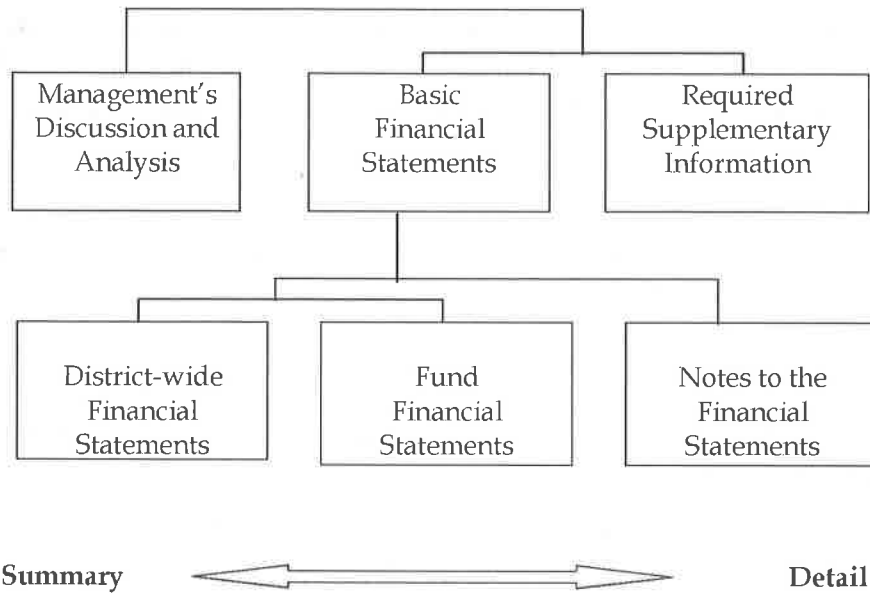 Management's
Discussion and
Analysis
Basic
Financial
Statements
Required
Supplementary
Information
District-wide
Financial
Statements
Fund
Financial
Statements
Notes to the
Financial
Statements
Summary
Detail